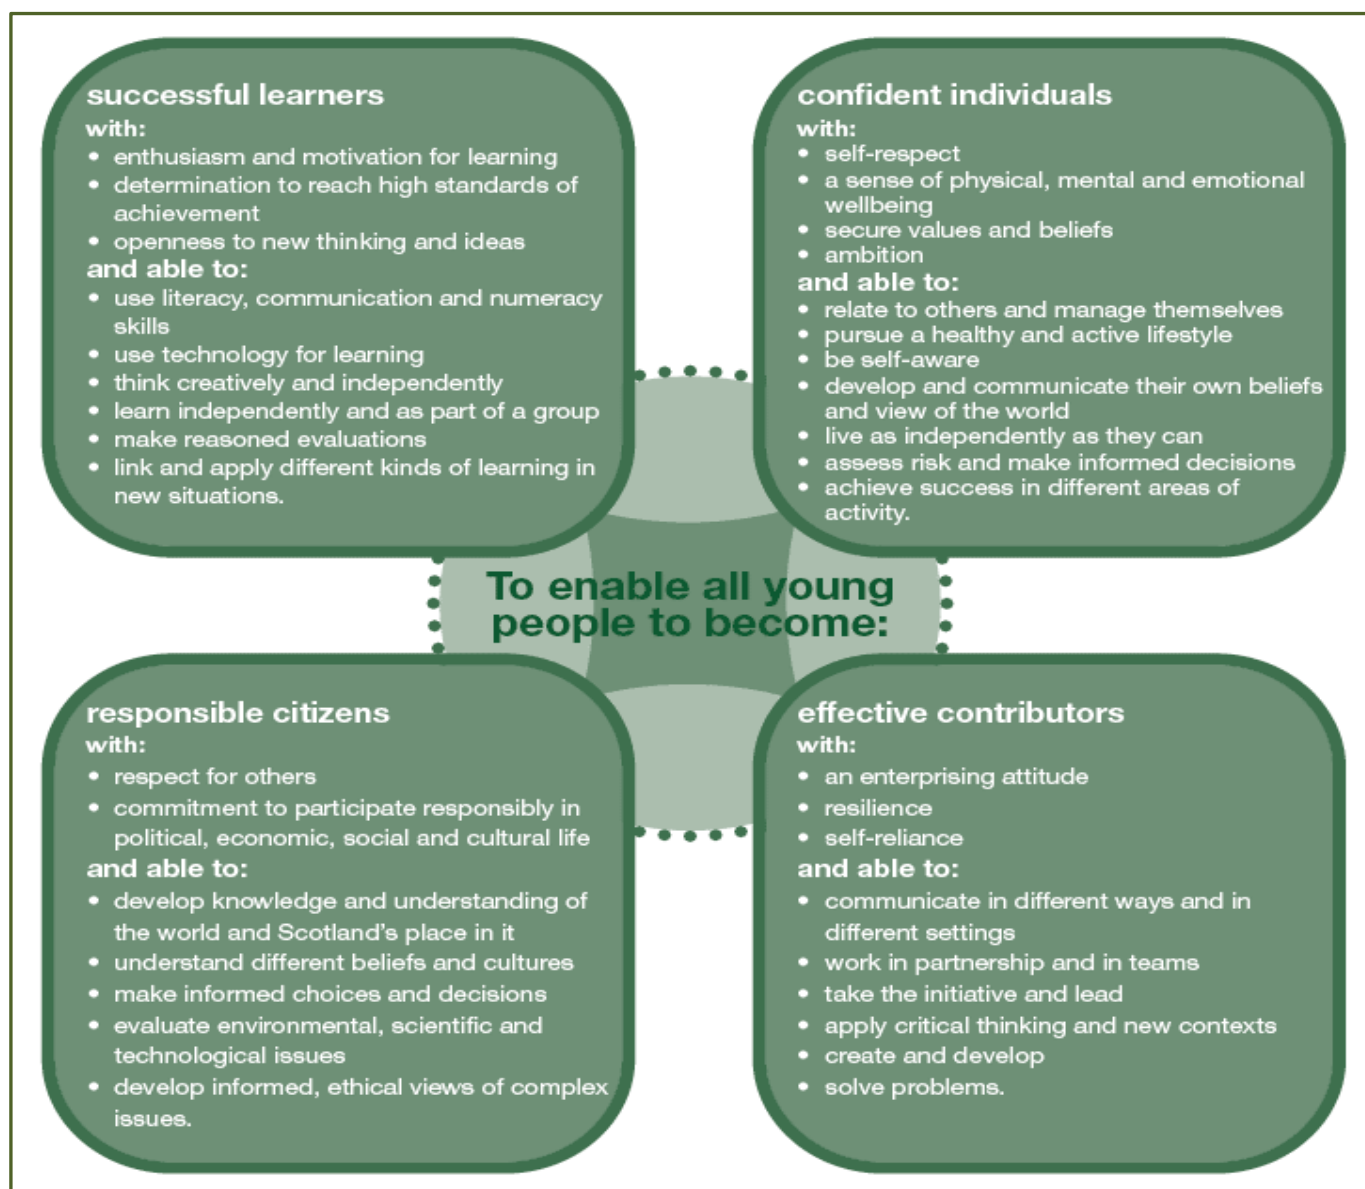 successful learners
with:
• enthusiasm and motivation for learning
• determination to reach high standards of
achievement
• openness to new thinking and ideas
and able to:
• use literacy, communication and numeracy
skills
• use technology for learning
• think creatively and independently
• learn independently and as part of a group
• make reasoned evaluations
• link and apply different kinds of learning in
new situations.
confident individuals
with:
• self-respect
• a sense of physical, mental and emotional
wellbeing
• secure values and beliefs
• ambition
and able to:
• relate to others and manage themselves
• pursue a healthy and active lifestyle
• be self-aware
• develop and communicate their own beliefs
and view of the world
• live as independently as they can
• assess risk and make informed decisions
• achieve success in different areas of
activity.
To enable all young
people to become:
responsible citizens
with:
• respect for others
• commitment to participate responsibly in
political, economic, social and cultural life
and able to:
• develop knowledge and understanding of
the world and Scotland's place in it
• understand different beliefs and cultures
• make informed choices and decisions
• evaluate environmental, scientific and
technological issues
• develop informed, ethical views of complex
issues.
effective contributors
with:
• an enterprising attitude
• resilience
• self-reliance
and able to:
• communicate in different ways and in
different settings
• work in partnership and in teams
• take the initiative and lead
• apply critical thinking and new contexts
• create and develop
• solve problems.